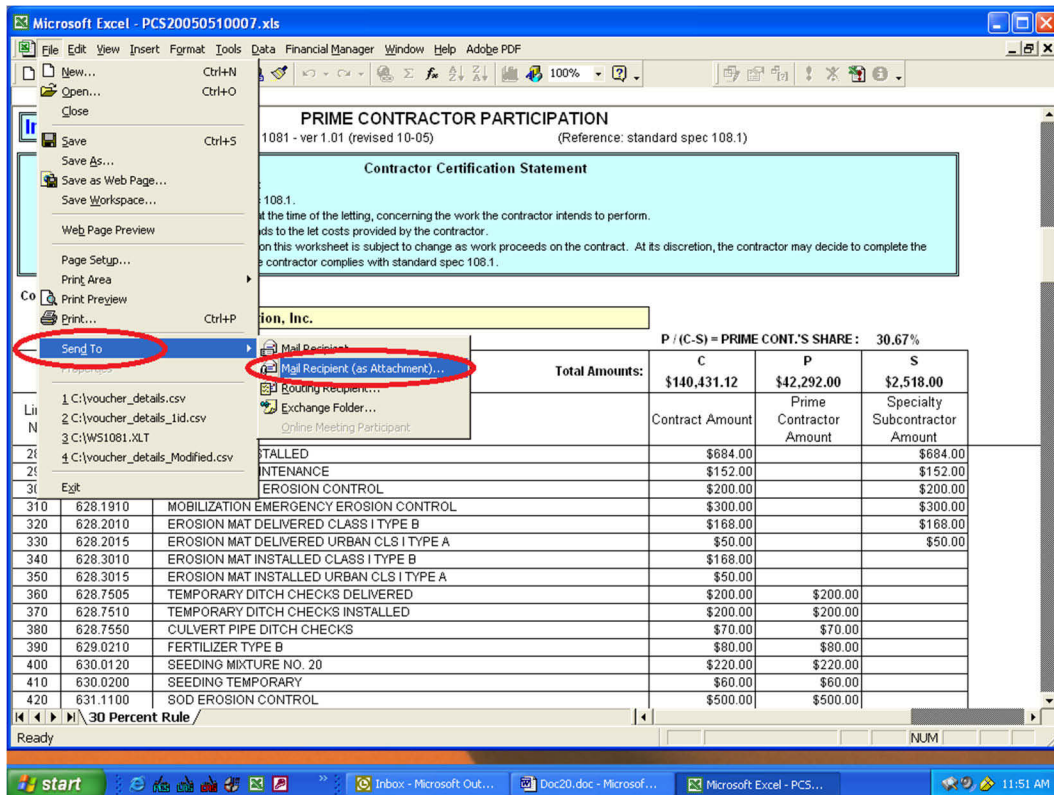 Microsoft Excel - PCS20050510007.xls
File Edit View Insert Format Tools Data Financial Manager Window Help Adobe PDF
100%
New... Ctrl+N
Open... Ctrl+O
Close
Save Ctrl+S
Save As...
Save as Web Page...
Save Workspace...
Web Page Preview
Page Setup...
Print Area
Print Preview
Print... Ctrl+P
Send To
Properties
1 C:\voucher_details.csv
2 C:\voucher_details_1id.csv
3 C:\WS1081.XLT
4 C:\voucher_details_Modified.csv
Exit
Mail Recipient
Mail Recipient (as Attachment)...
Routing Recipient...
Exchange Folder...
Online Meeting Participant
PRIME CONTRACTOR PARTICIPATION
1081 - ver 1.01 (revised 10-05) (Reference: standard spec 108.1)
Contractor Certification Statement
108.1.
at the time of the letting, concerning the work the contractor intends to perform.
ds to the let costs provided by the contractor.
on this worksheet is subject to change as work proceeds on the contract. At its discretion, the contractor may decide to complete the
e contractor complies with standard spec 108.1.
Co
tion, Inc.
P / (C-S) = PRIME CONT.'S SHARE : 30.67%
C P S
Total Amounts: $140,431.12 $42,292.00 $2,518.00
Contract Amount Prime Contractor Amount Specialty Subcontractor Amount
28 STALLED $684.00 $684.00
29 INTENANCE $152.00 $152.00
30 EROSION CONTROL $200.00 $200.00
310 628.1910 MOBILIZATION EMERGENCY EROSION CONTROL $300.00 $300.00
320 628.2010 EROSION MAT DELIVERED CLASS I TYPE B $168.00 $168.00
330 628.2015 EROSION MAT DELIVERED URBAN CLS I TYPE A $50.00 $50.00
340 628.3010 EROSION MAT INSTALLED CLASS I TYPE B $168.00
350 628.3015 EROSION MAT INSTALLED URBAN CLS I TYPE A $50.00
360 628.7505 TEMPORARY DITCH CHECKS DELIVERED $200.00 $200.00
370 628.7510 TEMPORARY DITCH CHECKS INSTALLED $200.00 $200.00
380 628.7550 CULVERT PIPE DITCH CHECKS $70.00 $70.00
390 629.0210 FERTILIZER TYPE B $80.00 $80.00
400 630.0120 SEEDING MIXTURE NO. 20 $220.00 $220.00
410 630.0200 SEEDING TEMPORARY $60.00 $60.00
420 631.1100 SOD EROSION CONTROL $500.00 $500.00
30 Percent Rule
Ready NUM
start Inbox - Microsoft Out... Doc20.doc - Microsof... Microsoft Excel - PCS... 11:51 AM